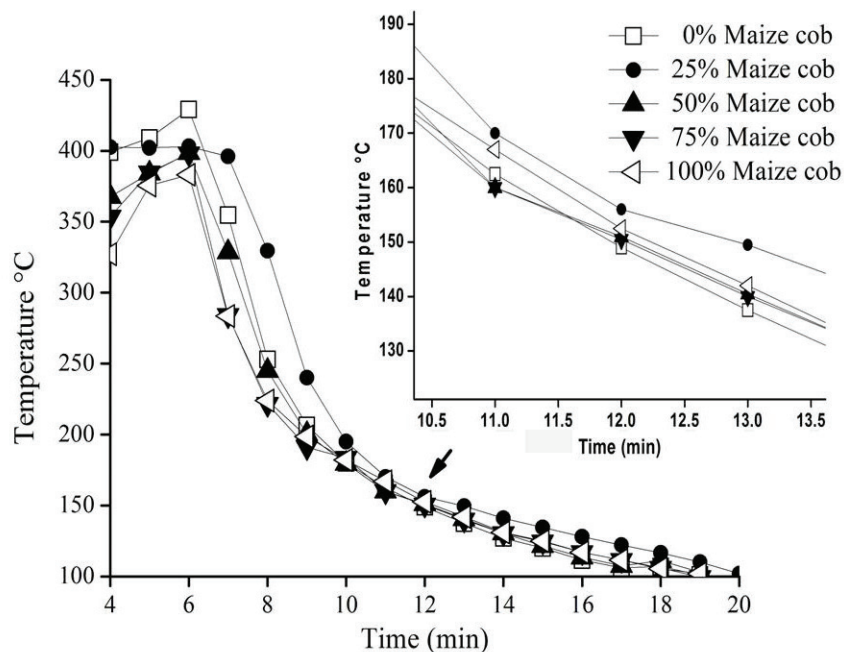 0% Maize cob
25% Maize cob
50% Maize cob
75% Maize cob
100% Maize cob
190
180
170
160
150
140
130
Temperature °C
10.5 11.0 11.5 12.0 12.5 13.0 13.5
Time (min)
450
400
350
300
250
200
150
100
Temperature °C
4 6 8 10 12 14 16 18 20
Time (min)